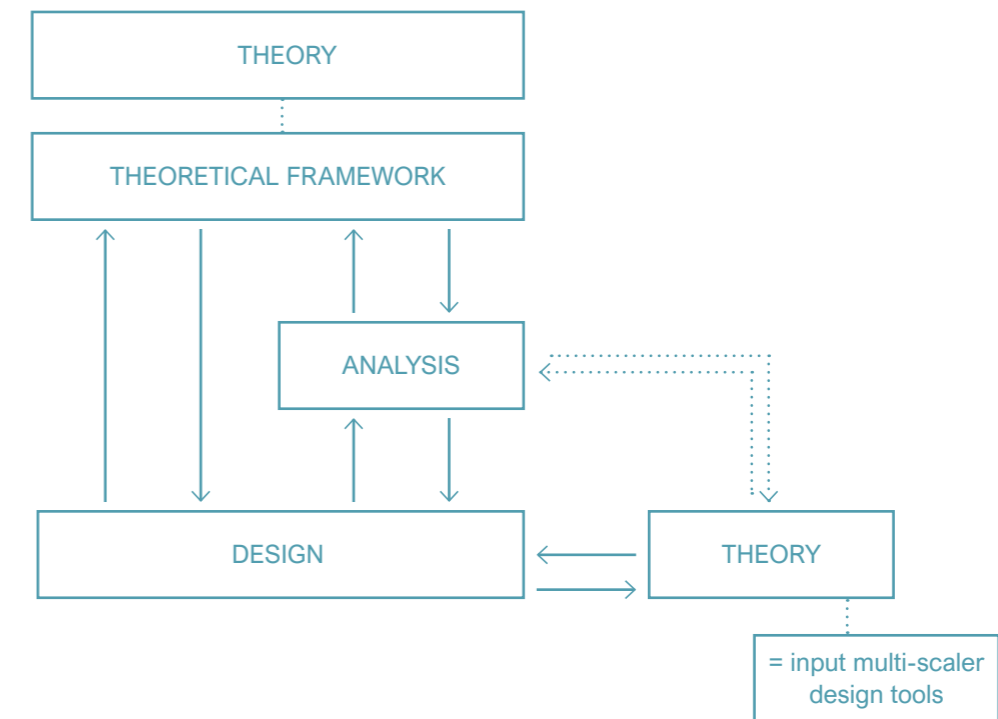 THEORY
THEORETICAL FRAMEWORK
ANALYSIS
DESIGN
THEORY
= input multi-scaler
design tools